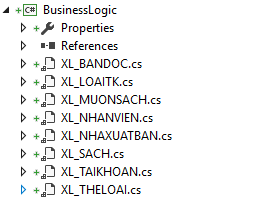 C# BusinessLogic
Properties
References
XL_BANDOC.cs
XL_LOAITK.cs
XL_MUONSACH.cs
XL_NHANVIEN.cs
XL_NHAXUATBAN.cs
XL_SACH.cs
XL_TAIKHOAN.cs
XL_THELOAI.cs